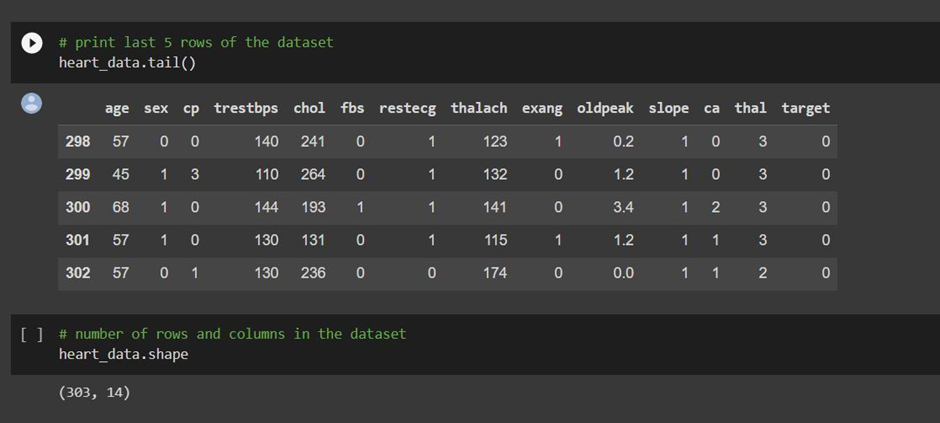 # print last 5 rows of the dataset
heart_data.tail()
age sex cp trestbps chol fbs restecg thalach exang oldpeak slope ca thal target
298 57 0 0 140 241 0 1 123 1 0.2 1 0 3 0
299 45 1 3 110 264 0 1 132 0 1.2 1 0 3 0
300 68 1 0 144 193 1 1 141 0 3.4 1 2 3 0
301 57 1 0 130 131 0 1 115 1 1.2 1 1 3 0
302 57 0 1 130 236 0 0 174 0 0.0 1 1 2 0
[ ] # number of rows and columns in the dataset
heart_data.shape
(303, 14)